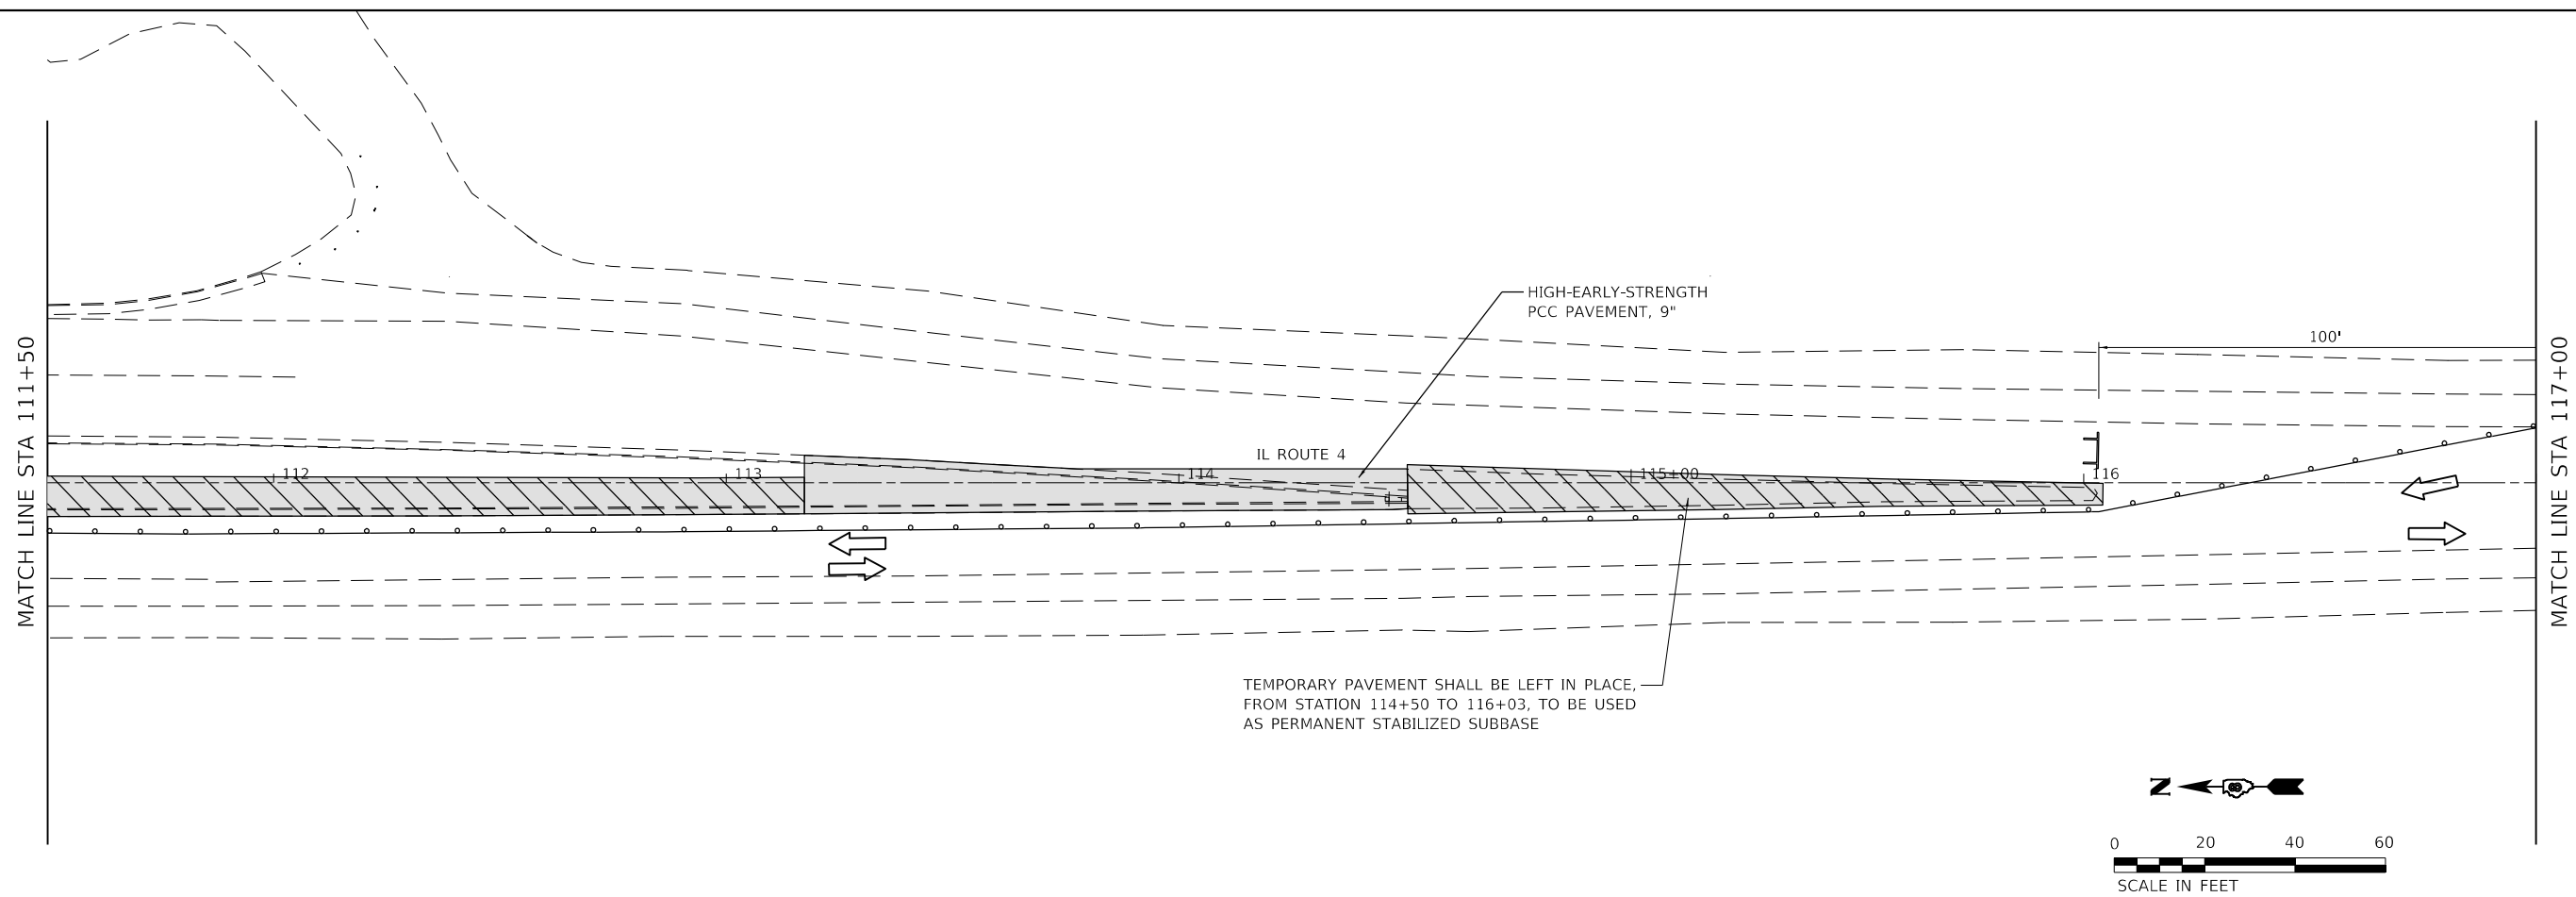 HIGH-EARLY-STRENGTH
PCC PAVEMENT, 9"
100'
MATCH LINE STA 111+50
MATCH LINE STA 117+00
IL ROUTE 4
112
113
114
115+00
116
TEMPORARY PAVEMENT SHALL BE LEFT IN PLACE,
FROM STATION 114+50 TO 116+03, TO BE USED
AS PERMANENT STABILIZED SUBBASE
N
0 20 40 60
SCALE IN FEET